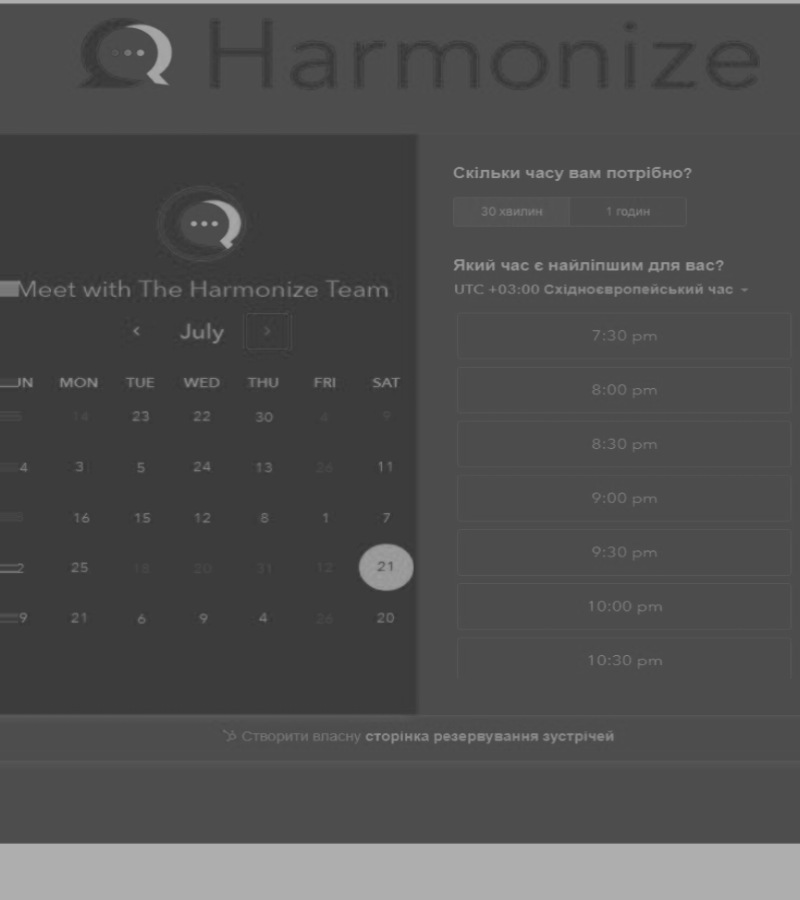 Harmonize
Meet with The Harmonize Team
July
UN MON TUE WED THU FRI SAT
14 23 22 30 4 9
4 3 5 24 13 26 11
16 15 12 8 1 7
2 25 18 20 31 12 21
9 21 6 9 4 26 20
Скільки часу вам потрібно?
30 хвилин 1 годин
Який час є найліпшим для вас?
UTC +03:00 Східноєвропейський час
7:30 pm
8:00 pm
8:30 pm
9:00 pm
9:30 pm
10:00 pm
10:30 pm
Створити власну сторінка резервування зустрічей